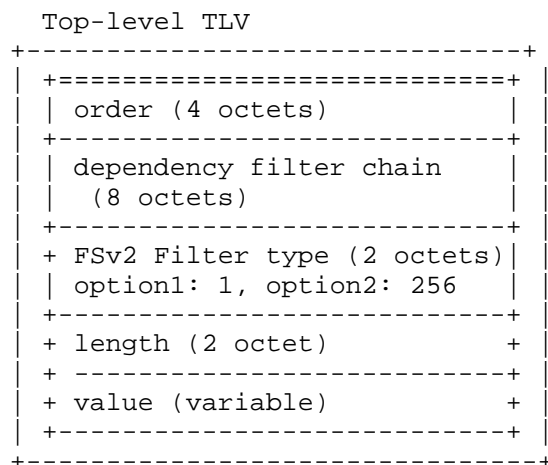 Top-level TLV
+--------------------------------+
| +============================+ |
| | order (4 octets) | |
| +----------------------------+ |
| | dependency filter chain | |
| | (8 octets) | |
| +----------------------------+ |
| + FSv2 Filter type (2 octets)| |
| | option1: 1, option2: 256 | |
| +----------------------------+ |
| + length (2 octet) + |
| + ---------------------------+ |
| + value (variable) + |
| +----------------------------+ |
+--------------------------------+